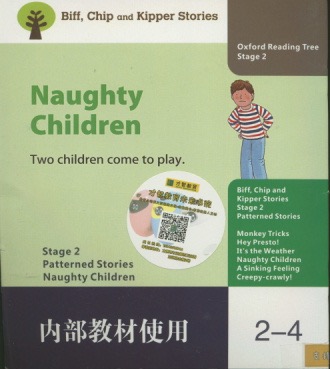 Biff, Chip and Kipper Stories
Oxford Reading Tree
Stage 2
Naughty
Children
Two children come to play.
Biff, Chip and
Kipper Stories
Stage 2
Patterned Stories
Monkey Tricks
Hey Presto!
It's the Weather
Naughty Children
A Sinking Feeling
Creepy-crawly!
Stage 2
Patterned Stories
Naughty Children
内部教材使用
2-4